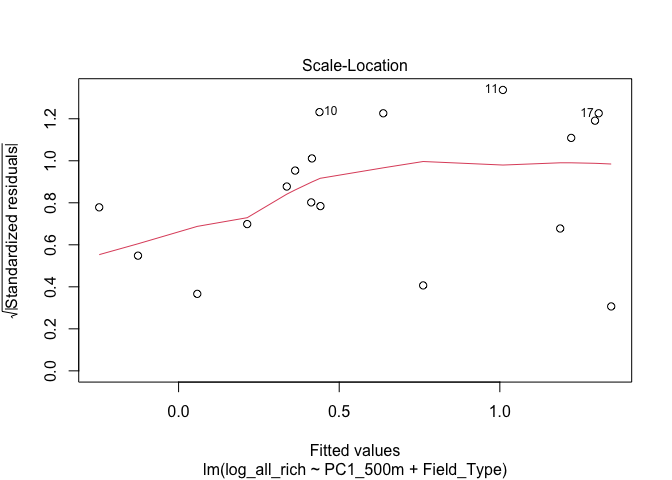 Scale-Location
√|Standardized residuals|
1.2
1.0
0.8
0.6
0.4
0.2
0.0
10
11
17
0.0 0.5 1.0
Fitted values
lm(log_all_rich ~ PC1_500m + Field_Type)